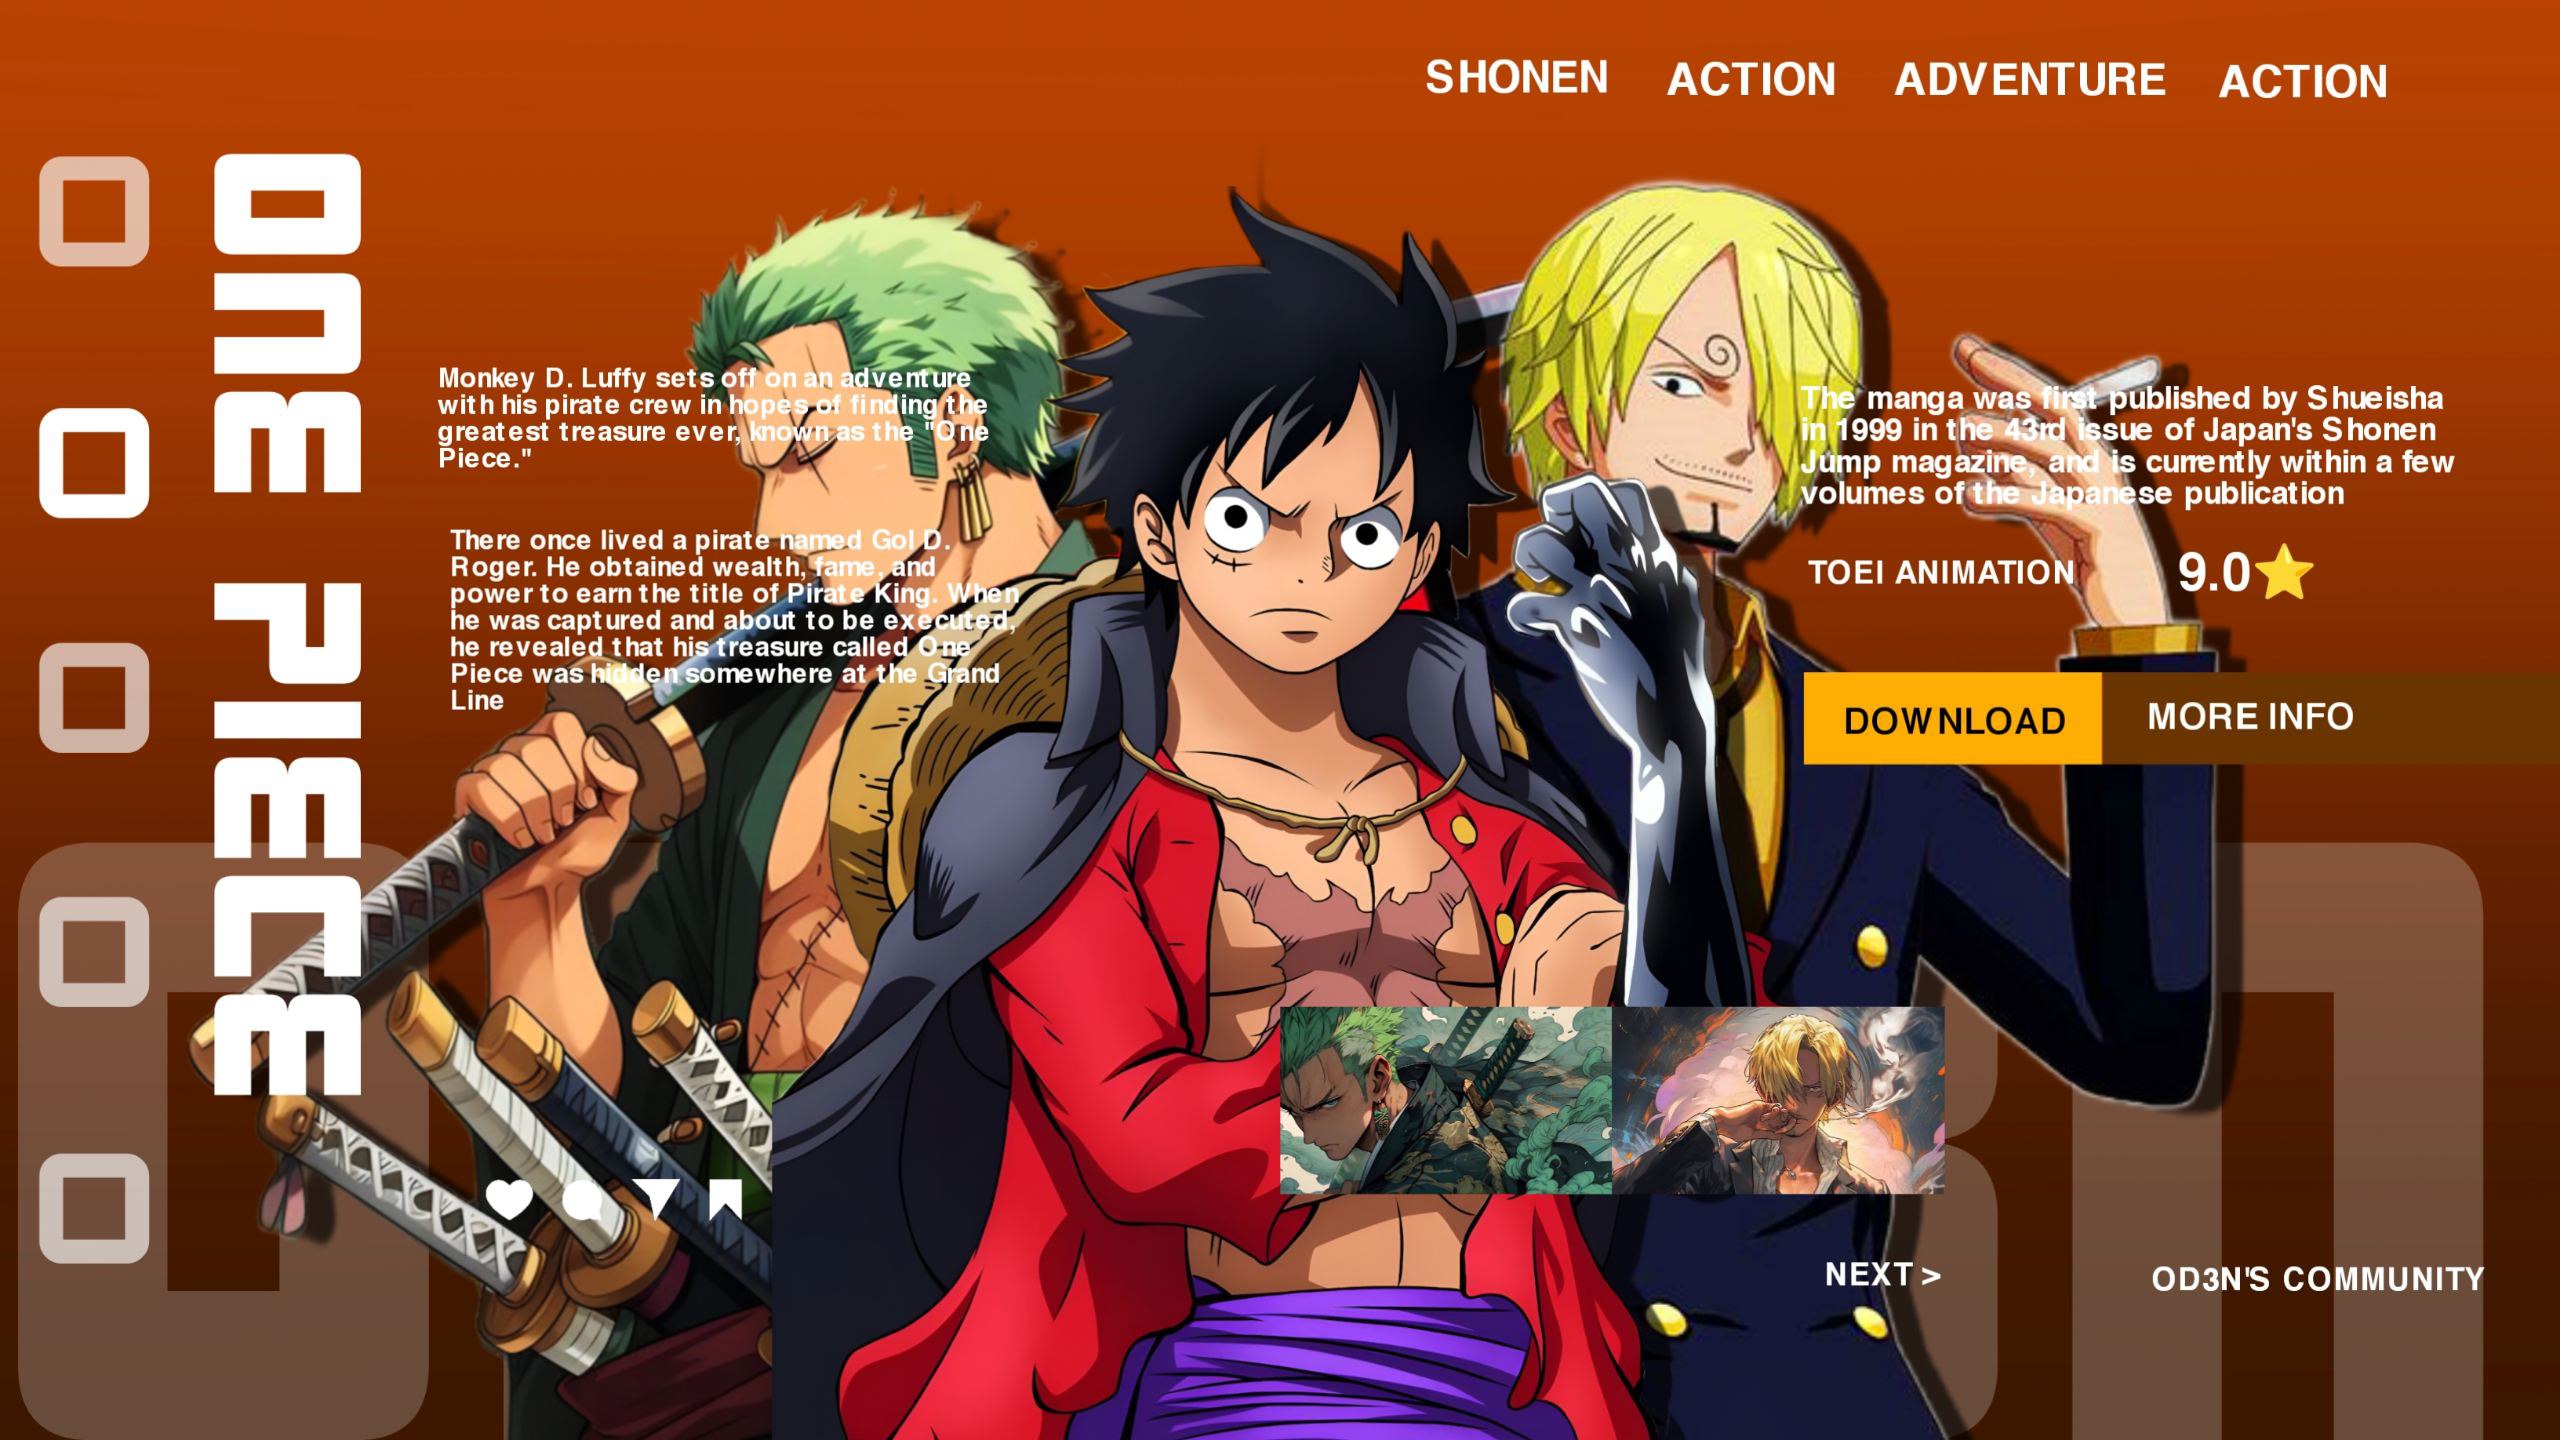 SHONEN ACTION ADVENTURE ACTION
ONE PIECE
Monkey D. Luffy sets off on an adventure
with his pirate crew in hopes of finding the
greatest treasure ever, known as the "One
Piece."
There once lived a pirate named Gol D.
Roger. He obtained wealth, fame, and
power to earn the title of Pirate King. When
he was captured and about to be executed,
he revealed that his treasure called One
Piece was hidden somewhere at the Grand
Line
The manga was first published by Shueisha
in 1999 in the 43rd issue of Japan's Shonen
Jump magazine, and is currently within a few
volumes of the Japanese publication
TOEI ANIMATION 9.0⭐
DOWNLOAD MORE INFO
NEXT >
OD3N'S COMMUNITY